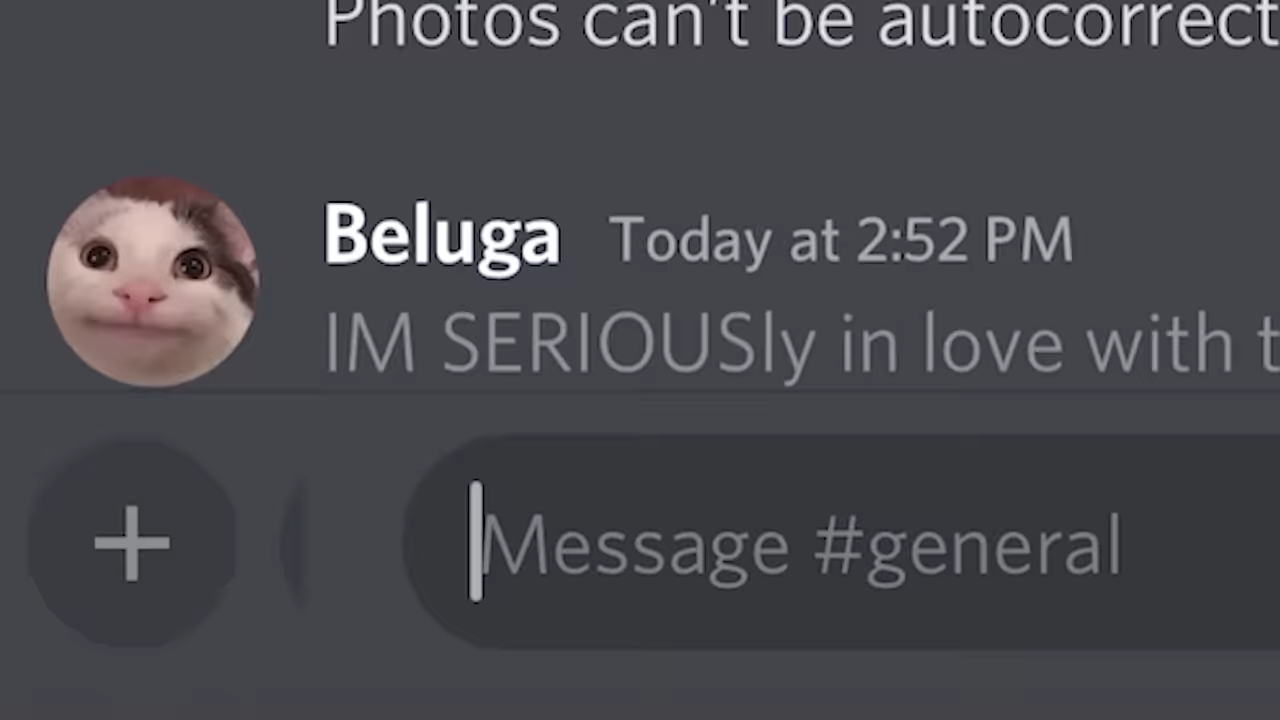 Photos can't be autocorrect
Beluga Today at 2:52 PM
IM SERIOUSly in love with t
Message #general